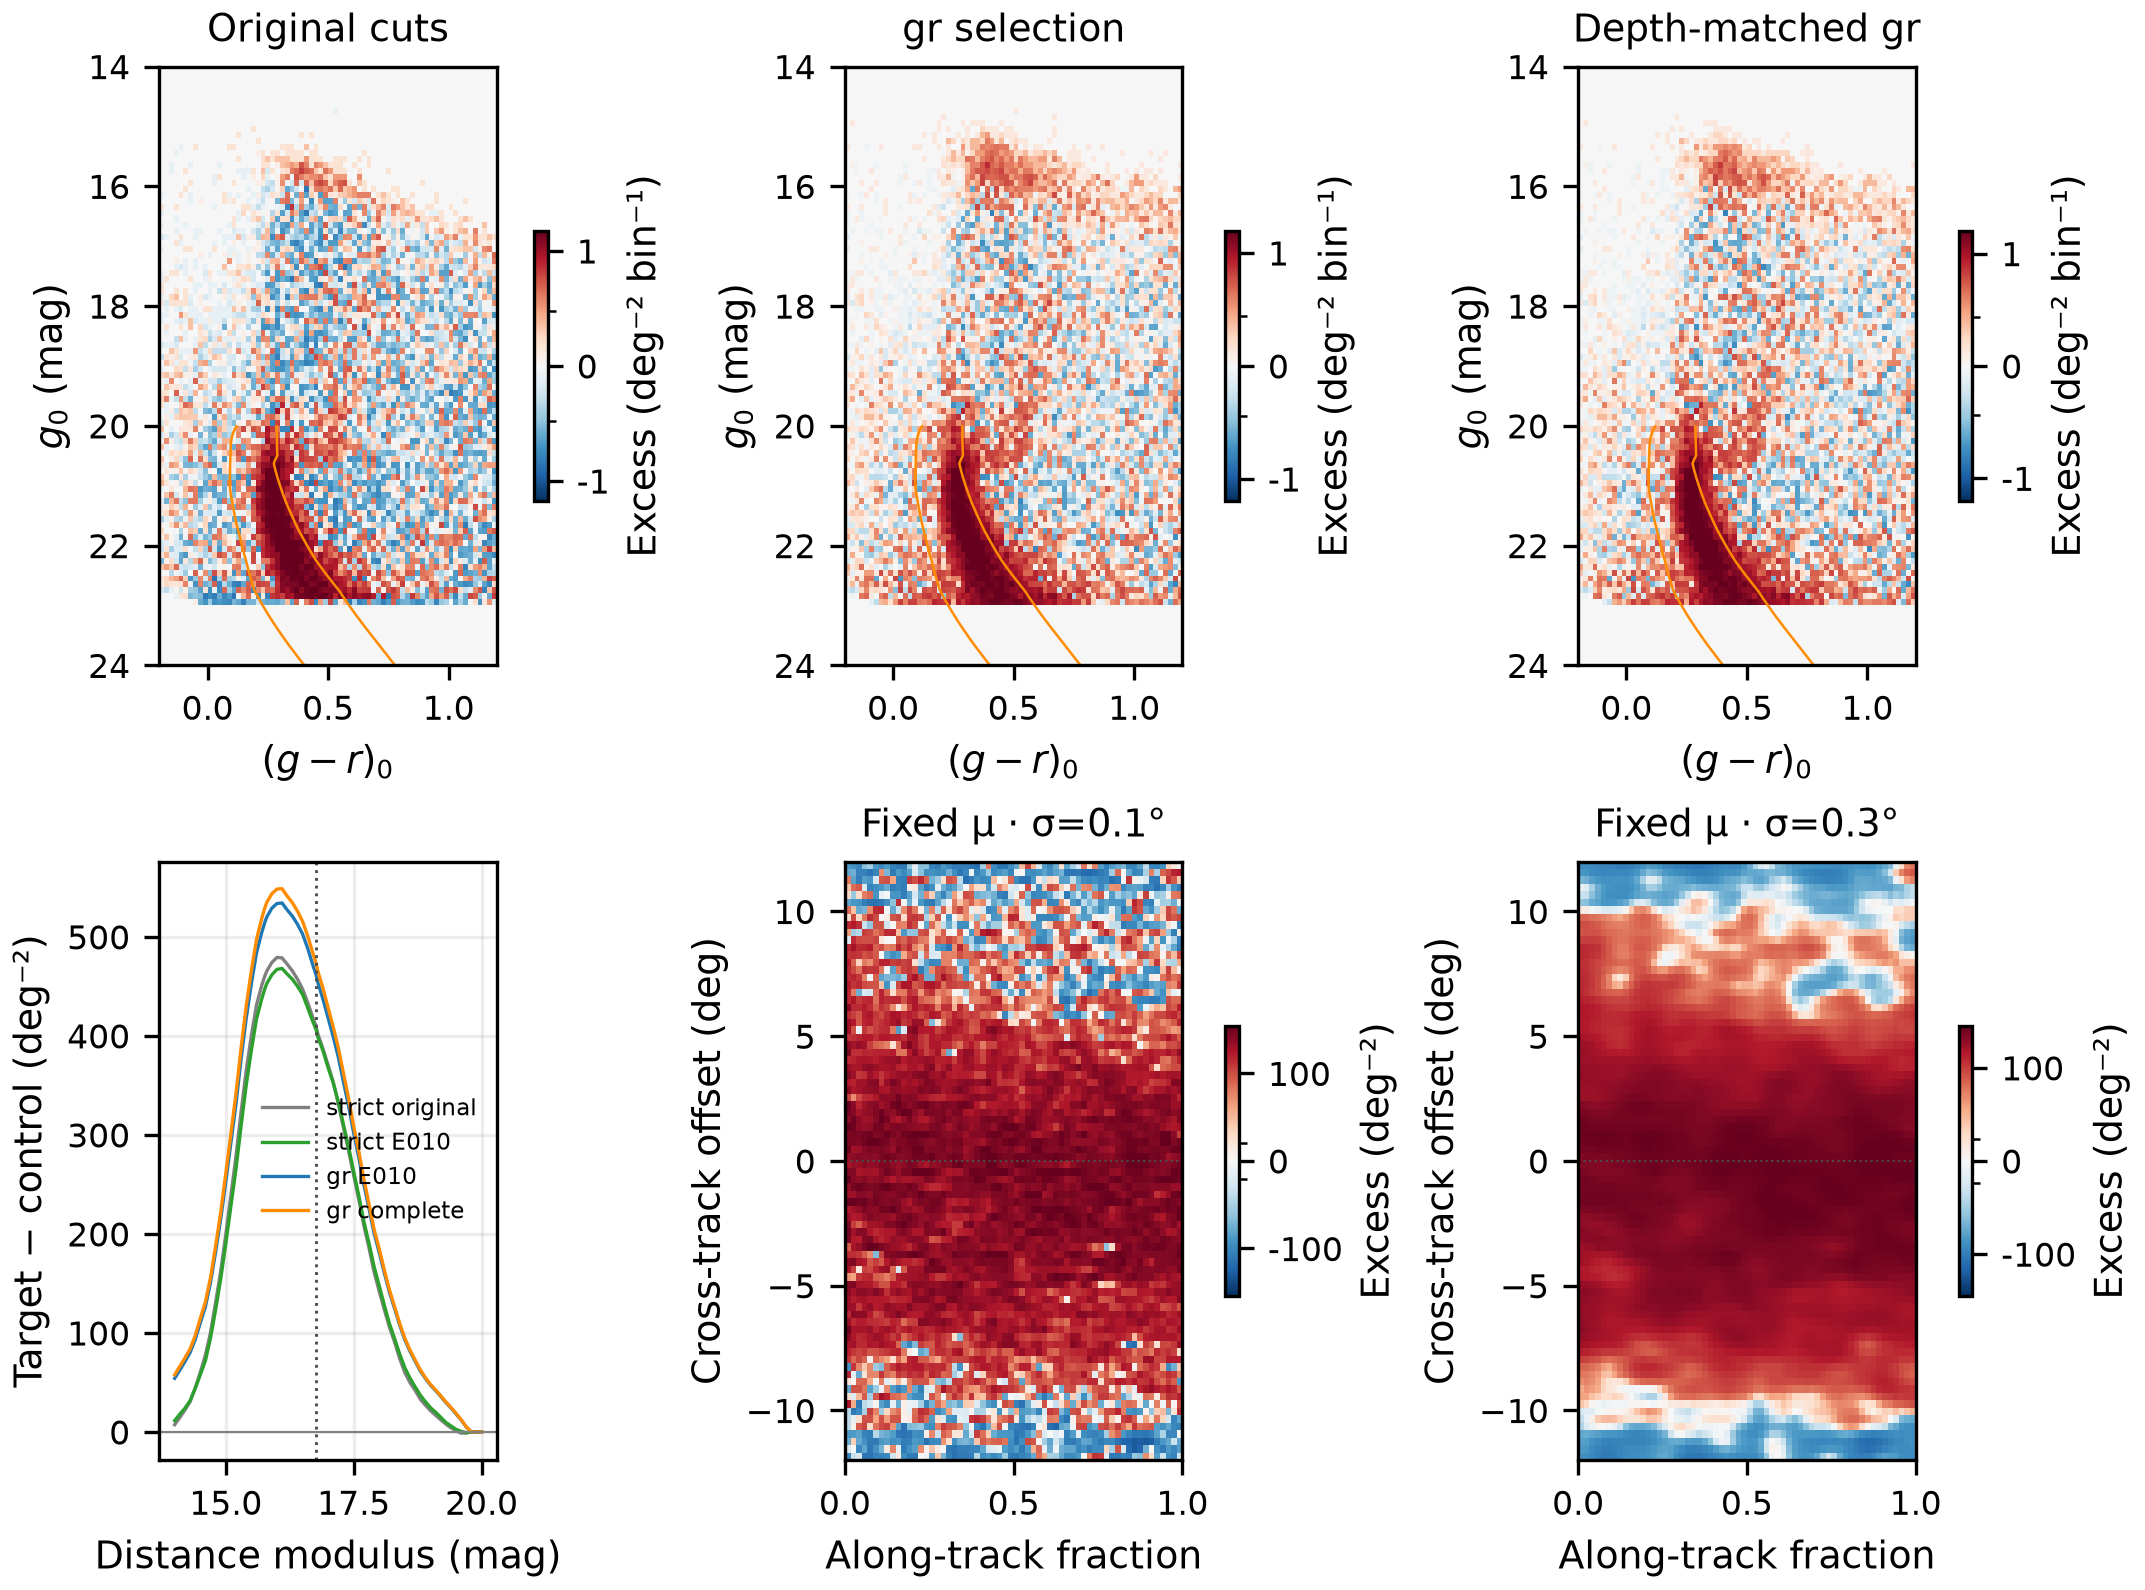 Original cuts
14
16
18
20
22
24
g₀ (mag)
0.0 0.5 1.0
(g − r)₀
1
0
-1
Excess (deg⁻² bin⁻¹)
gr selection
14
16
18
20
22
24
g₀ (mag)
0.0 0.5 1.0
(g − r)₀
1
0
-1
Excess (deg⁻² bin⁻¹)
Depth-matched gr
14
16
18
20
22
24
g₀ (mag)
0.0 0.5 1.0
(g − r)₀
1
0
-1
Excess (deg⁻² bin⁻¹)
500
400
300
200
100
0
Target − control (deg⁻²)
strict original
strict E010
gr E010
gr complete
15.0 17.5 20.0
Distance modulus (mag)
Fixed μ · σ=0.1°
10
5
0
−5
−10
Cross-track offset (deg)
0.0 0.5 1.0
Along-track fraction
100
0
-100
Excess (deg⁻²)
Fixed μ · σ=0.3°
10
5
0
−5
−10
Cross-track offset (deg)
0.0 0.5 1.0
Along-track fraction
100
0
-100
Excess (deg⁻²)